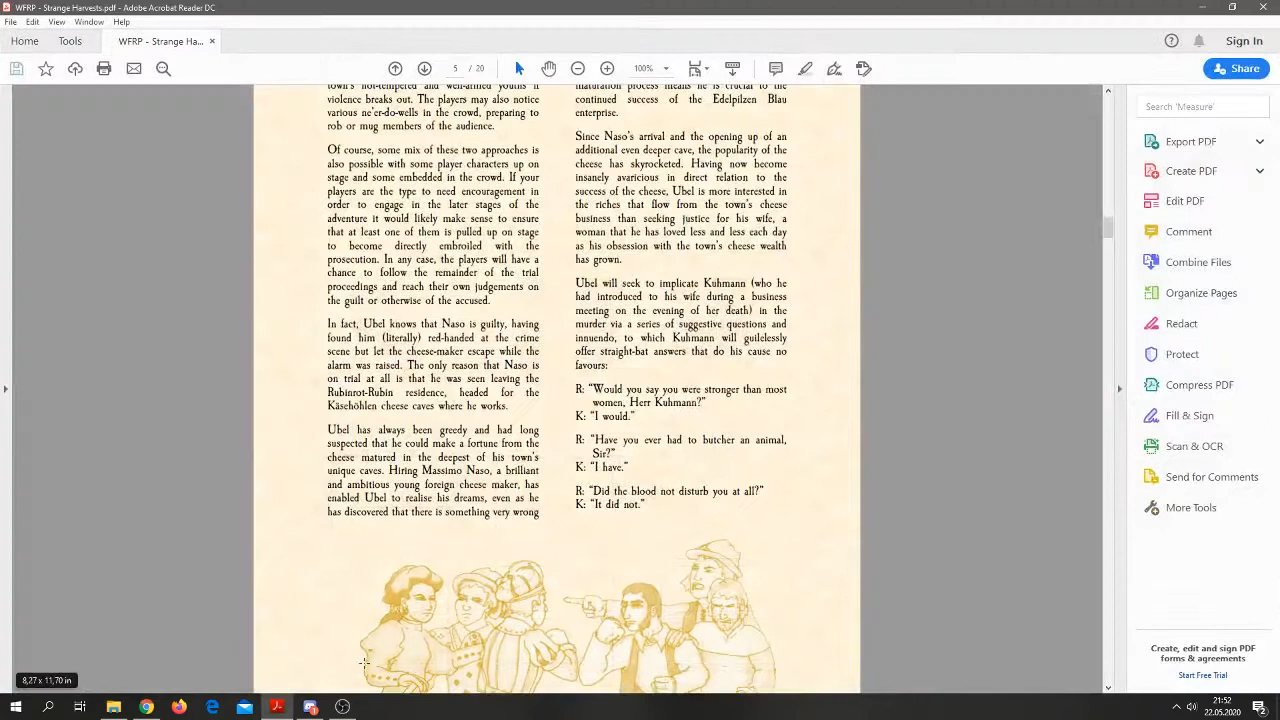 WFRP - Strange Harvests.pdf - Adobe Acrobat Reader DC
File Edit View Window Help
Home Tools WFRP - Strange Ha... × Sign In
5 / 20 100% Share
town's hot-tempered and well-armed youths if
violence breaks out. The players may also notice
various ne'er-do-wells in the crowd, preparing to
rob or mug members of the audience.
Of course, some mix of these two approaches is
also possible with some player characters up on
stage and some embedded in the crowd. If your
players are the type to need encouragement in
order to engage in the later stages of the
adventure it would likely make sense to ensure
that at least one of them is pulled up on stage
to become directly embroiled with the
prosecution. In any case, the players will have a
chance to follow the remainder of the trial
proceedings and reach their own judgements on
the guilt or otherwise of the accused.
In fact, Ubel knows that Naso is guilty, having
found him (literally) red-handed at the crime
scene but let the cheese-maker escape while the
alarm was raised. The only reason that Naso is
on trial at all is that he was seen leaving the
Rubinrot-Rubin residence, headed for the
Käsehöhlen cheese caves where he works.
Ubel has always been greedy and had long
suspected that he could make a fortune from the
cheese matured in the deepest of his town's
unique caves. Hiring Massimo Naso, a brilliant
and ambitious young foreign cheese maker, has
enabled Ubel to realise his dreams, even as he
has discovered that there is something very wrong
maturation process means he is crucial to the
continued success of the Edelpilzen Blau
enterprise.
Since Naso's arrival and the opening up of an
additional even deeper cave, the popularity of the
cheese has skyrocketed. Having now become
insanely avaricious in direct relation to the
success of the cheese, Ubel is more interested in
the riches that flow from the town's cheese
business than seeking justice for his wife, a
woman that he has loved less and less each day
as his obsession with the town's cheese wealth
has grown.
Ubel will seek to implicate Kuhmann (who he
had introduced to his wife during a business
meeting on the evening of her death) in the
murder via a series of suggestive questions and
innuendo, to which Kuhmann will guilelessly
offer straight-bat answers that do his cause no
favours:
R: "Would you say you were stronger than most
women, Herr Kuhmann?"
K: "I would."
R: "Have you ever had to butcher an animal,
Sir?"
K: "I have."
R: "Did the blood not disturb you at all?"
K: "It did not."
Search 'Measure'
Export PDF
Create PDF
Edit PDF
Comment
Combine Files
Organize Pages
Redact
Protect
Compress PDF
Fill & Sign
Scan & OCR
Send for Comments
More Tools
Create, edit and sign PDF
forms & agreements
Start Free Trial
8,27 x 11,70 in
21:52
22.05.2020